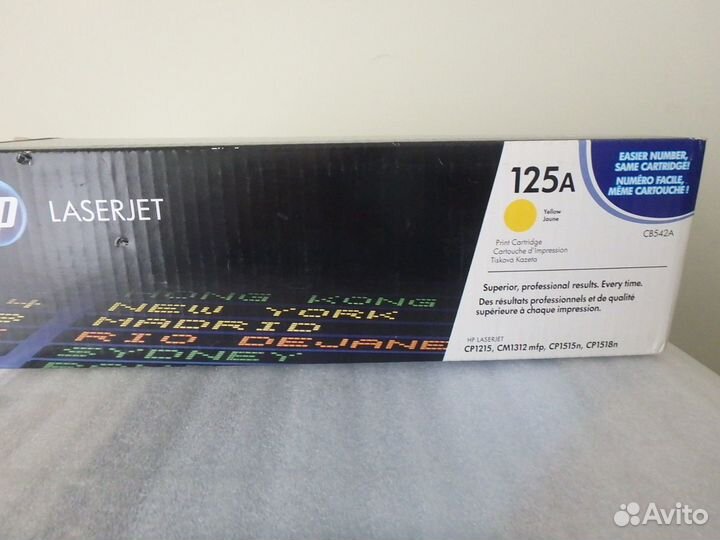 LASERJET
HONG KONG
NEW YORK
MADRID
RIO DEJANE
SYDNEY
125A
Yellow
Jaune
Print Cartridge
Cartouche d'Impression
Tisková Kazeta
EASIER NUMBER,
SAME CARTRIDGE!
NUMÉRO FACILE,
MÊME CARTOUCHE !
CB542A
Superior, professional results. Every time.
Des résultats professionnels et de qualité
supérieure à chaque impression.
HP LASERJET
CP1215, CM1312 mfp, CP1515n, CP1518n
Avito